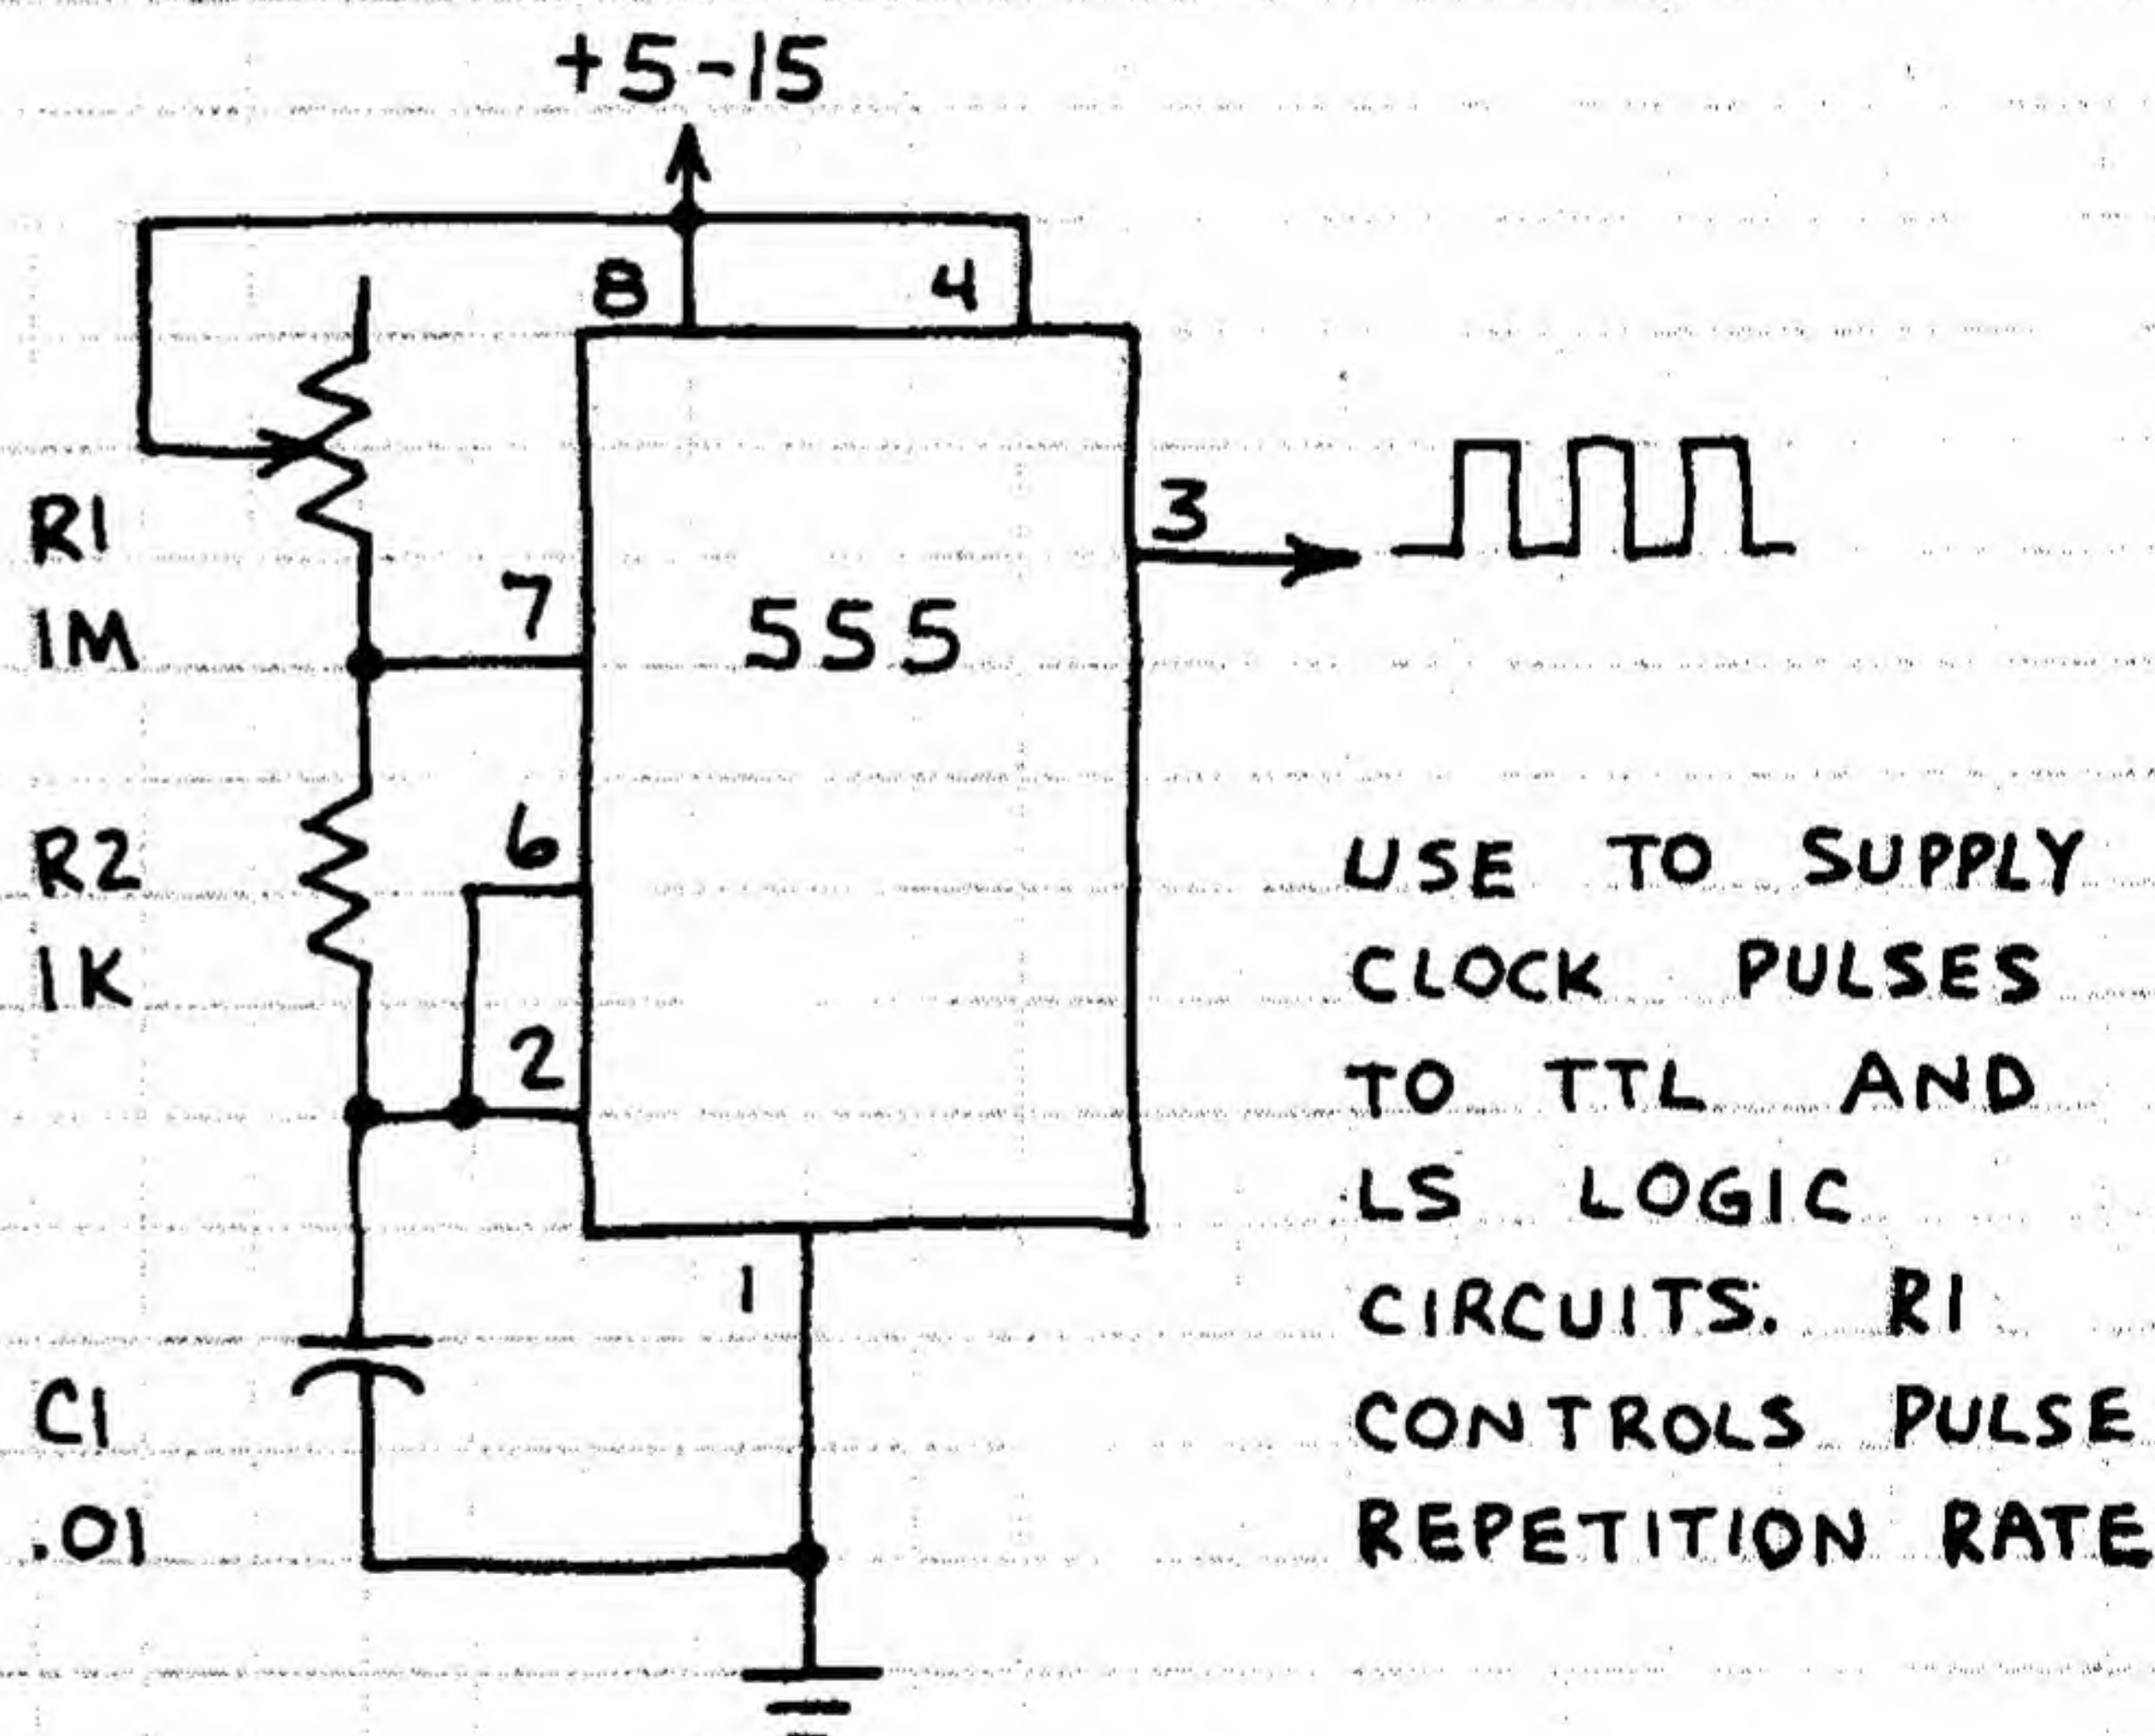 +5-15
8
4
R1
1M
7
555
3
R2
1K
6
2
1
C1
.01
USE TO SUPPLY
CLOCK PULSES
TO TTL AND
LS LOGIC
CIRCUITS. R1
CONTROLS PULSE
REPETITION RATE